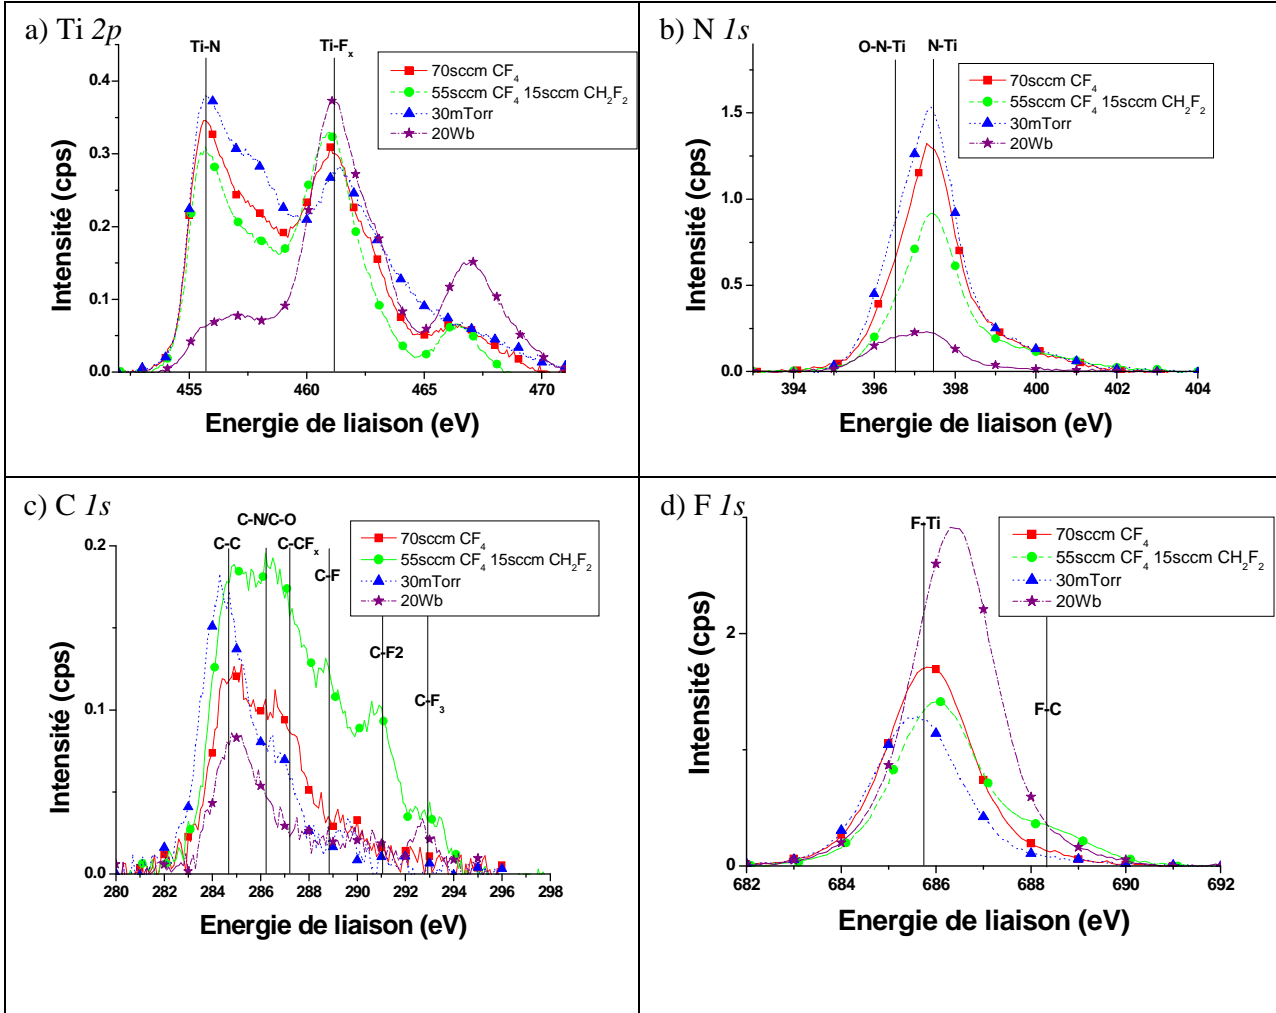 a) Ti 2p
Ti-N
Ti-Fx
70sccm CF4
55sccm CF4 15sccm CH2F2
30mTorr
20Wb
0.4
0.3
0.2
0.1
0.0
455
460
465
470
Intensité (cps)
Energie de liaison (eV)
b) N 1s
O-N-Ti
N-Ti
70sccm CF4
55sccm CF4 15sccm CH2F2
30mTorr
20Wb
1.5
1.0
0.5
0.0
394
396
398
400
402
404
Intensité (cps)
Energie de liaison (eV)
c) C 1s
C-N/C-O
C-C
C-CFx
C-F
C-F2
C-F3
70sccm CF4
55sccm CF4 15sccm CH2F2
30mTorr
20Wb
0.2
0.1
0.0
280
282
284
286
288
290
292
294
296
298
Intensité (cps)
Energie de liaison (eV)
d) F 1s
F-Ti
F-C
70sccm CF4
55sccm CF4 15sccm CH2F2
30mTorr
20Wb
2
0
682
684
686
688
690
692
Intensité (cps)
Energie de liaison (eV)